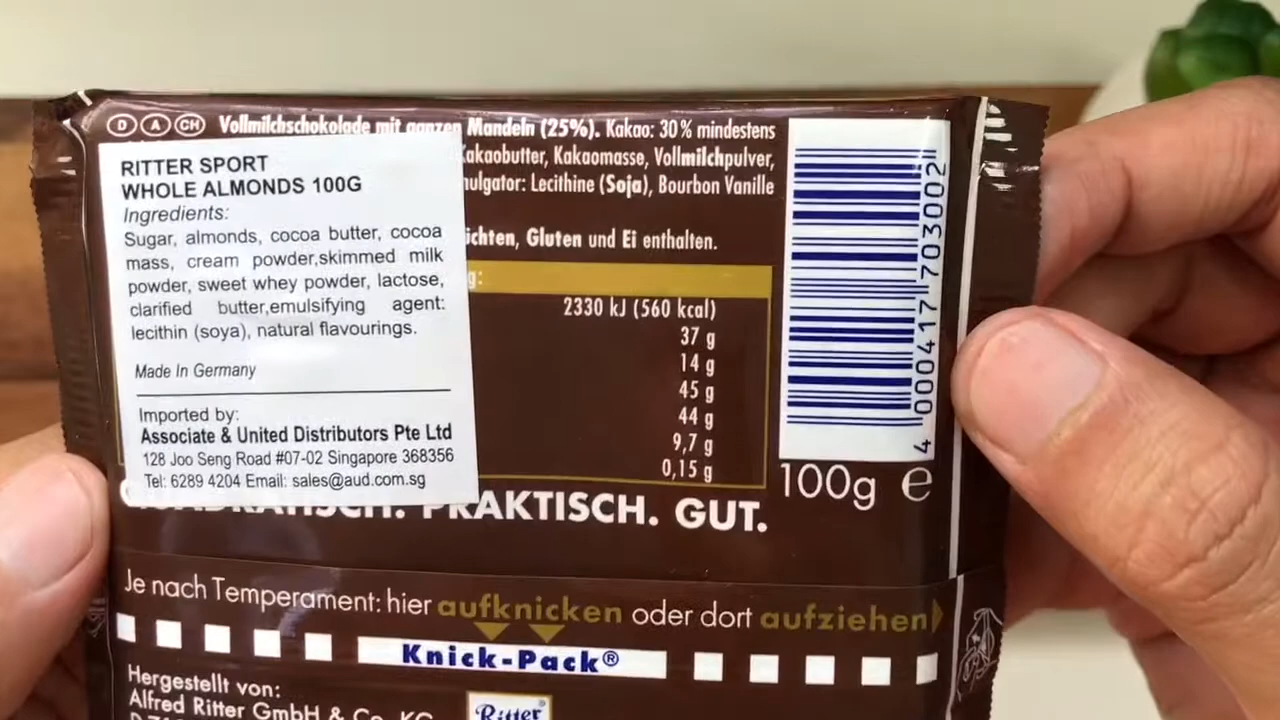 D A CH Vollmilchschokolade mit ganzen Mandeln (25%). Kakao: 30% mindestens
Kakaobutter, Kakaomasse, Vollmilchpulver,
Lecithine (Soja), Bourbon Vanille
Gluten und Ei enthalten.
RITTER SPORT
WHOLE ALMONDS 100G
Ingredients:
Sugar, almonds, cocoa butter, cocoa
mass, cream powder,skimmed milk
powder, sweet whey powder, lactose,
clarified butter,emulsifying agent:
lecithin (soya), natural flavourings.
Made In Germany
Imported by:
Associate & United Distributors Pte Ltd
128 Joo Seng Road #07-02 Singapore 368356
Tel: 6289 4204 Email: sales@aud.com.sg
2330 kJ (560 kcal)
37 g
14 g
45 g
44 g
9,7 g
0,15 g
4 000417 703002
100g e
PRAKTISCH. GUT.
Je nach Temperament: hier aufknicken oder dort aufziehen
Knick-Pack®
Hergestellt von:
Alfred Ritter GmbH & Co. KG
Ritter